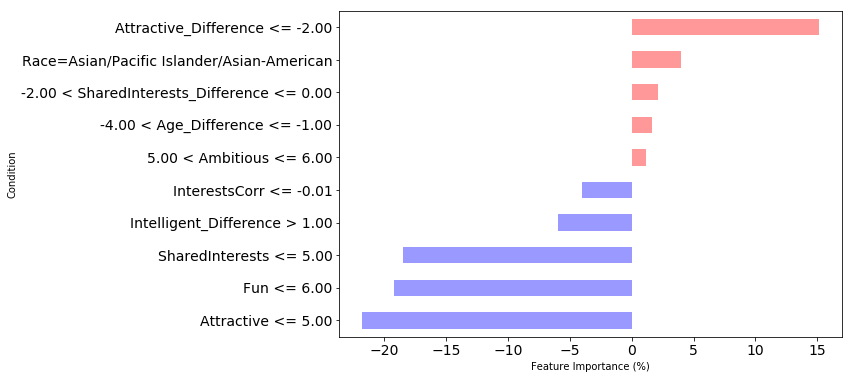 Attractive_Difference <= -2.00
Race=Asian/Pacific Islander/Asian-American
-2.00 < SharedInterests_Difference <= 0.00
-4.00 < Age_Difference <= -1.00
5.00 < Ambitious <= 6.00
InterestsCorr <= -0.01
Intelligent_Difference > 1.00
SharedInterests <= 5.00
Fun <= 6.00
Attractive <= 5.00
Condition
−20 −15 −10 −5 0 5 10 15
Feature Importance (%)